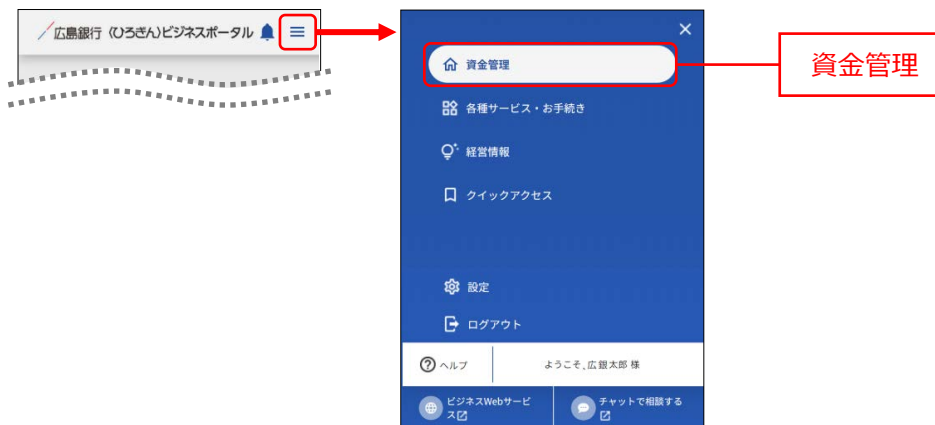 広島銀行 〈ひろぎん〉ビジネスポータル
資金管理
資金管理
各種サービス・お手続き
経営情報
クイックアクセス
設定
ログアウト
ヘルプ
ようこそ、広銀太郎 様
ビジネスWebサービ
ス
チャットで相談する